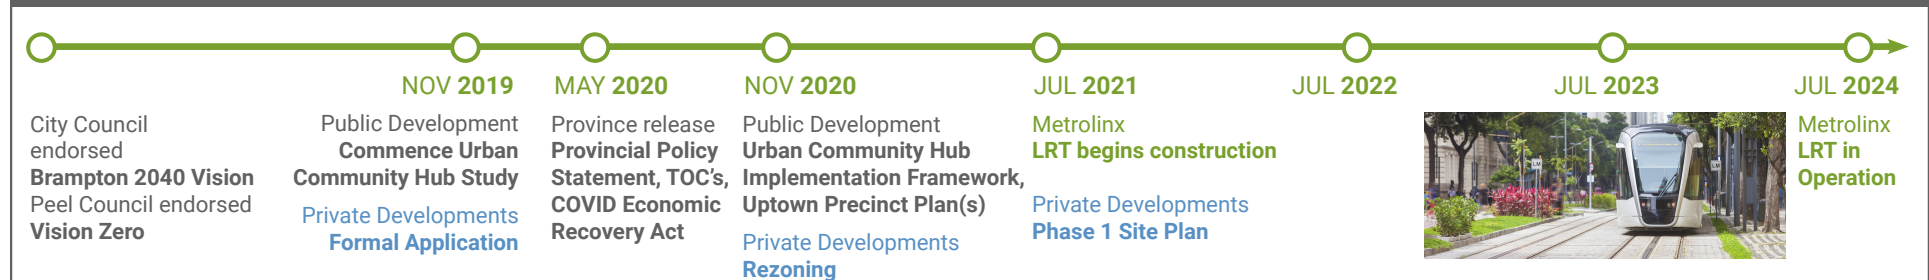 NOV 2019
MAY 2020
NOV 2020
JUL 2021
JUL 2022
JUL 2023
JUL 2024
City Council
endorsed
Brampton 2040 Vision
Peel Council endorsed
Vision Zero
Public Development
Commence Urban
Community Hub Study
Private Developments
Formal Application
Province release
Provincial Policy
Statement, TOC's,
COVID Economic
Recovery Act
Public Development
Urban Community Hub
Implementation Framework,
Uptown Precinct Plan(s)
Private Developments
Rezoning
Metrolinx
LRT begins construction
Private Developments
Phase 1 Site Plan
LM
LM
Metrolinx
LRT in
Operation